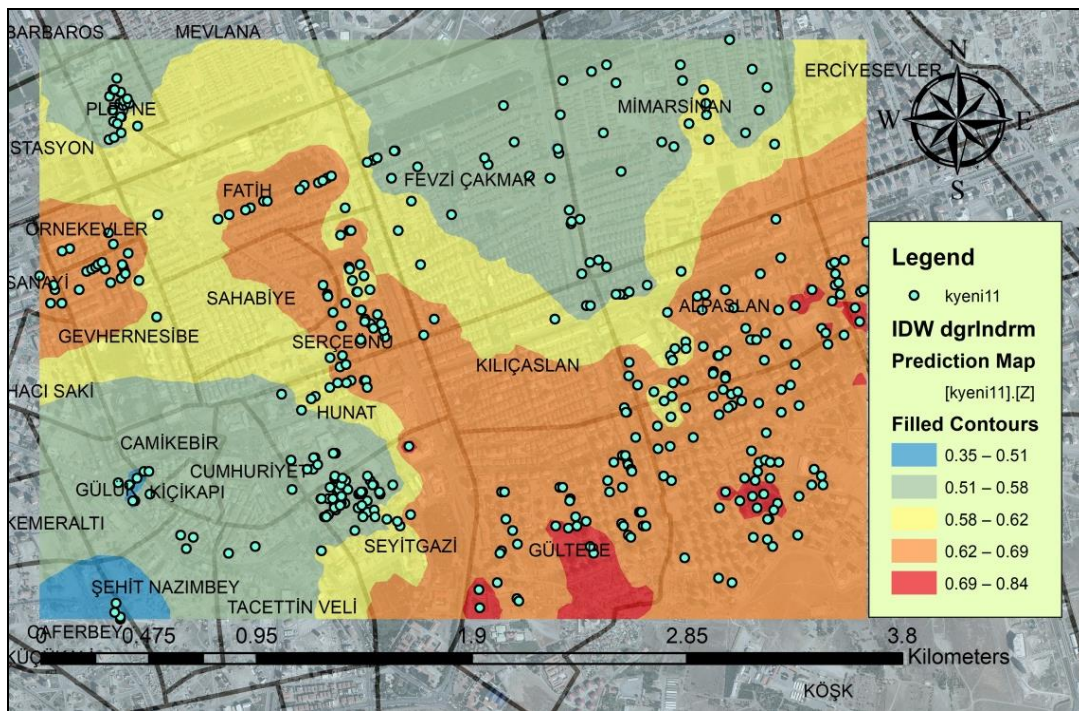 BARBAROS
MEVLANA
N
ERCİYESEVLER
PLEVNE
MİMARSİNAN
W
E
İSTASYON
FEVZİ ÇAKMAK
S
FATİH
ÖRNEKEVLER
Legend
kyeni11
SANAYİ
SAHABİYE
ALPASLAN
IDW dgrlndrm
GEVHERNESİBE
SERÇEÖNÜ
KILIÇASLAN
Prediction Map
[kyeni11].[Z]
HACI SAKİ
HUNAT
Filled Contours
CAMİKEBİR
0.35 – 0.51
CUMHURİYET
GÜLÜK
KİÇİKAPI
0.51 – 0.58
KEMERALTI
0.58 – 0.62
SEYİTGAZİ
GÜLTEPE
0.62 – 0.69
ŞEHİT NAZIMBEY
0.69 – 0.84
TACETTİN VELİ
CAFERBEY
0 0.475 0.95 1.9 2.85 3.8
Kilometers
KÖŞK